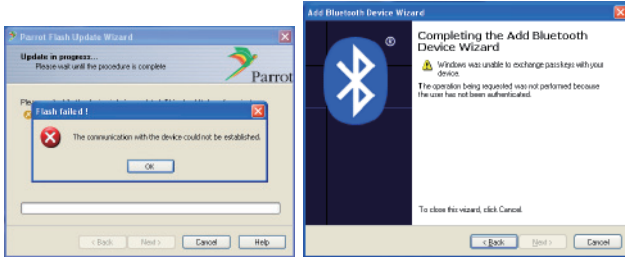 Parrot Flash Update Wizard
Update in progress...
Please wait until the procedure is complete
Parrot
Flash failed !
The communication with the device could not be established.
OK
< Back
Next >
Cancel
Help
Add Bluetooth Device Wizard
Completing the Add Bluetooth
Device Wizard
Windows was unable to exchange passkeys with your
device.
The operation being requested was not performed because
the user has not been authenticated.
To close this wizard, click Cancel.
< Back
Next >
Cancel